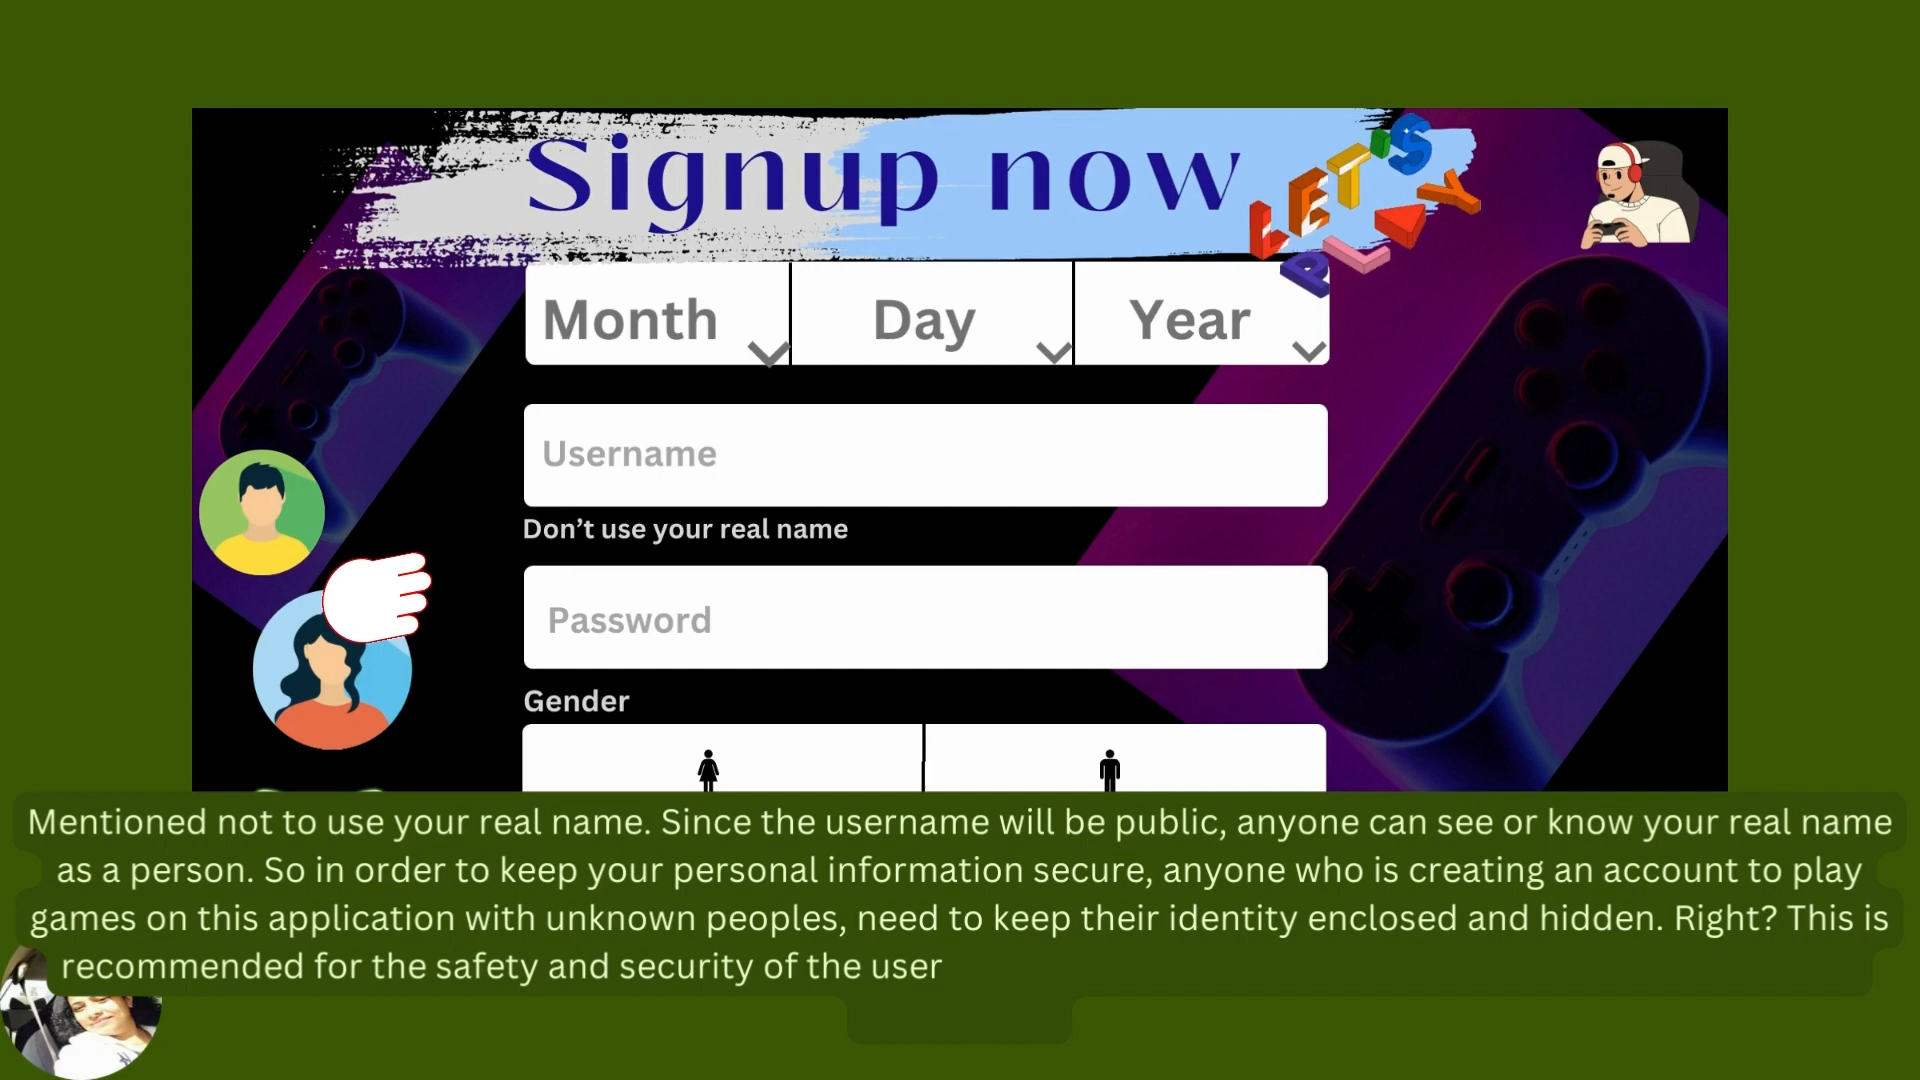 Signup now
LET'S
PLAY
Month
Day
Year
Username
Don’t use your real name
Password
Gender
Mentioned not to use your real name. Since the username will be public, anyone can see or know your real name
as a person. So in order to keep your personal information secure, anyone who is creating an account to play
games on this application with unknown peoples, need to keep their identity enclosed and hidden. Right? This is
recommended for the safety and security of the user